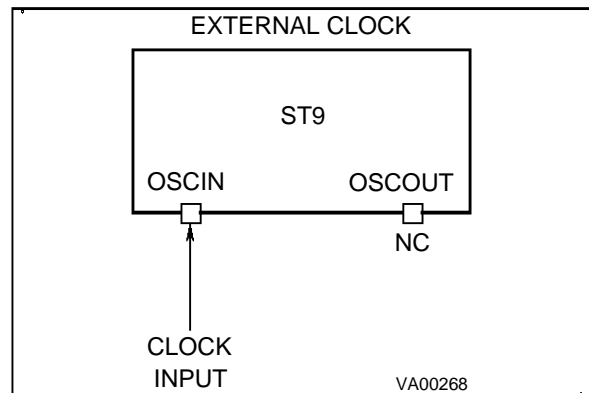 EXTERNAL CLOCK
ST9
OSCIN
OSCOUT
NC
CLOCK
INPUT
VA00268